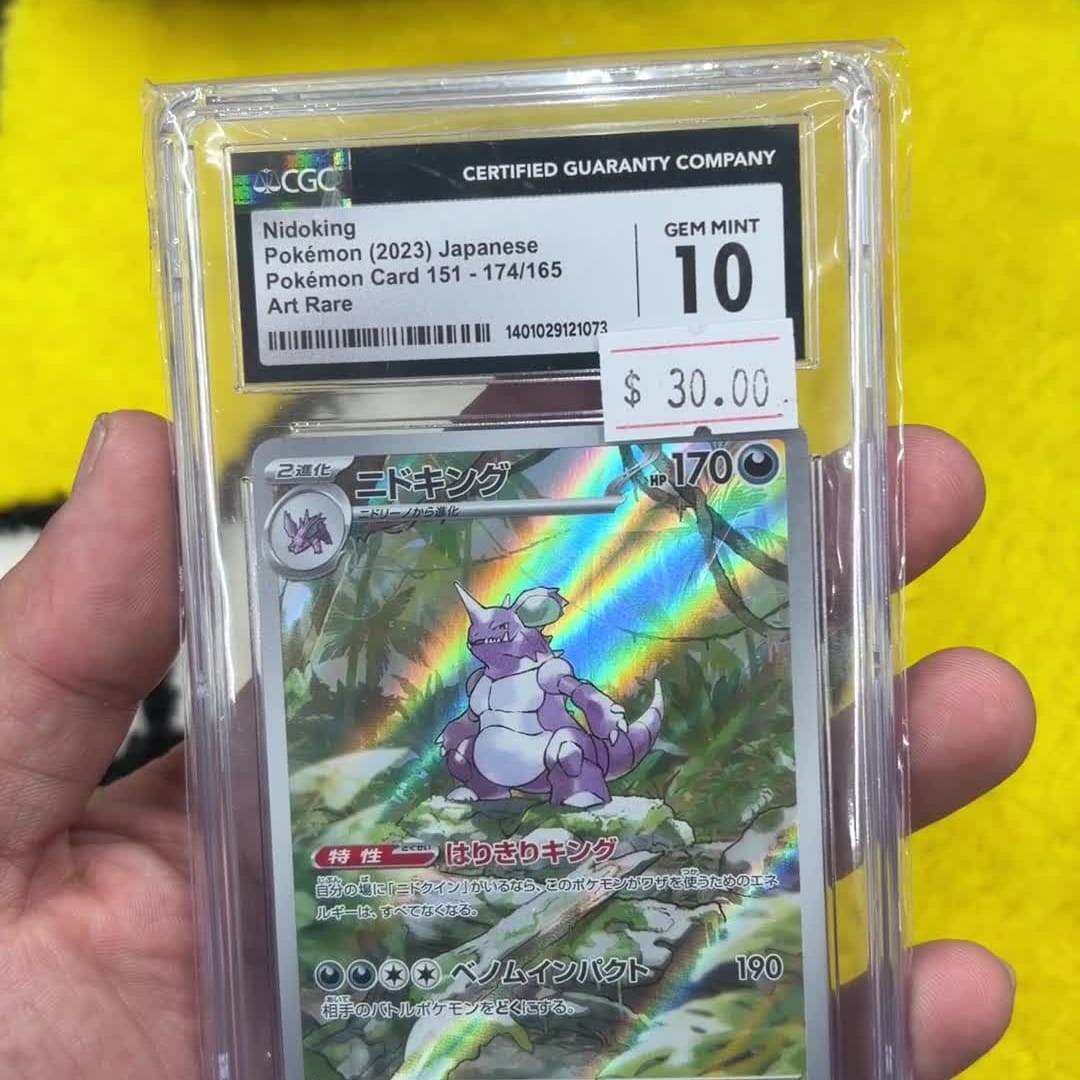 CGC
CERTIFIED GUARANTY COMPANY
Nidoking
Pokémon (2023) Japanese
Pokémon Card 151 - 174/165
Art Rare
GEM MINT
10
1401029121073
$ 30.00
2進化
ニドキング
HP 170
ニドリーノから進化
特性 とくせい
はりきりキング
自分の場に「ニドクイン」がいるなら、このポケモンがワザを使うためのエネ
ルギーは、すべてなくなる。
ベノムインパクト 190
相手のバトルポケモンをどくにする。